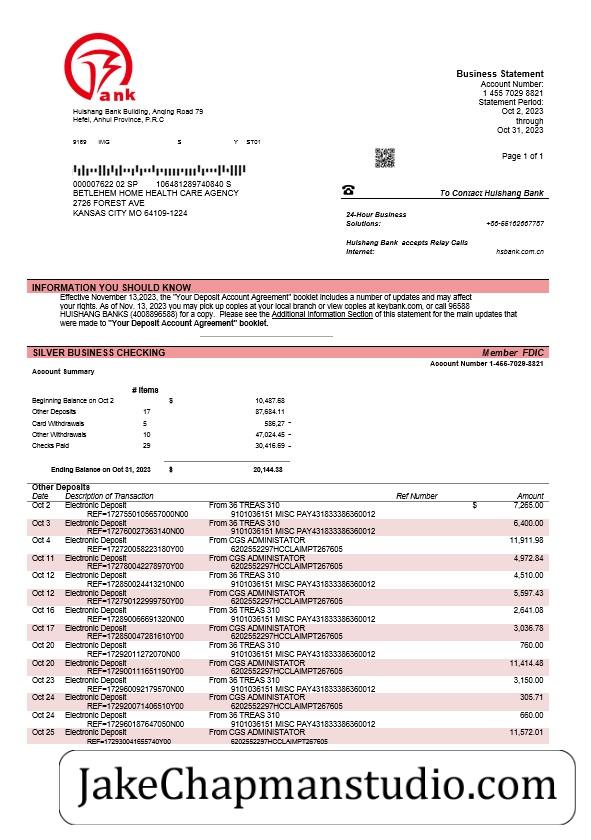 ank
Huishang Bank Building, Anqing Road 79
Hefei, Anhui Province, P.R.C
9169 IMG S Y ST01
Business Statement
Account Number:
1 455 7029 8821
Statement Period:
Oct 2, 2023
through
Oct 31, 2023
Page 1 of 1
000007622 02 SP 106481289740840 S
BETLEHEM HOME HEALTH CARE AGENCY
2726 FOREST AVE
KANSAS CITY MO 64109-1224
To Contact Huishang Bank
24-Hour Business
Solutions: +86-55162667787
Huishang Bank accepts Relay Calls
Internet: hsbank.com.cn
INFORMATION YOU SHOULD KNOW
Effective November 13,2023, the "Your Deposit Account Agreement" booklet includes a number of updates and may affect
your rights. As of Nov. 13, 2023 you may pick up copies at your local branch or view copies at keybank.com, or call 96588
HUISHANG BANKS (4008896588) for a copy. Please see the Additional Information Section of this statement for the main updates that
were made to "Your Deposit Account Agreement" booklet.
SILVER BUSINESS CHECKING Member FDIC
Account Number 1-455-7029-8821
Account Summary
# Items
Beginning Balance on Oct 2 $ 10,487.68
Other Deposits 17 87,684.11
Card Withdrawals 5 586,27 -
Other Withdrawals 10 47,024.45 -
Checks Paid 29 30,416.69 -
Ending Balance on Oct 31, 2023 $ 20,144.38
Other Deposits
Date Description of Transaction Ref Number Amount
Oct 2 Electronic Deposit From 36 TREAS 310 $ 7,265.00
REF=1727550105657000N00 9101036151 MISC PAY431833386360012
Oct 3 Electronic Deposit From 36 TREAS 310 6,400.00
REF=172760027363140N00 9101036151 MISC PAY431833386360012
Oct 4 Electronic Deposit From CGS ADMINISTATOR 11,911.98
REF=172720058223180Y00 6202552297HCCLAIMPT267605
Oct 11 Electronic Deposit From CGS ADMINISTATOR 4,972.84
REF=172780042278970Y00 6202552297HCCLAIMPT267605
Oct 12 Electronic Deposit From 36 TREAS 310 4,510.00
REF=172850024413210N00 9101036151 MISC PAY431833386360012
Oct 12 Electronic Deposit From CGS ADMINISTATOR 5,597.43
REF=172790122999750Y00 6202552297HCCLAIMPT267605
Oct 16 Electronic Deposit From 36 TREAS 310 2,641.08
REF=172890066691320N00 9101036151 MISC PAY431833386360012
Oct 17 Electronic Deposit From CGS ADMINISTATOR 3,036.78
REF=172850047281610Y00 6202552297HCCLAIMPT267605
Oct 20 Electronic Deposit From 36 TREAS 310 760.00
REF=17292011272070N00 9101036151 MISC PAY431833386360012
Oct 20 Electronic Deposit From CGS ADMINISTATOR 11,414.48
REF=172900111651190Y00 6202552297HCCLAIMPT267605
Oct 23 Electronic Deposit From 36 TREAS 310 3,150.00
REF=172960092179570N00 9101036151 MISC PAY431833386360012
Oct 24 Electronic Deposit From CGS ADMINISTATOR 305.71
REF=172920071406510Y00 6202552297HCCLAIMPT267605
Oct 24 Electronic Deposit From 36 TREAS 310 660.00
REF=172960187647050N00 9101036151 MISC PAY431833386360012
Oct 25 Electronic Deposit From CGS ADMINISTATOR 11,572.01
REF=172930041655740Y00 6202552297HCCLAIMPT267605
JakeChapmanstudio.com